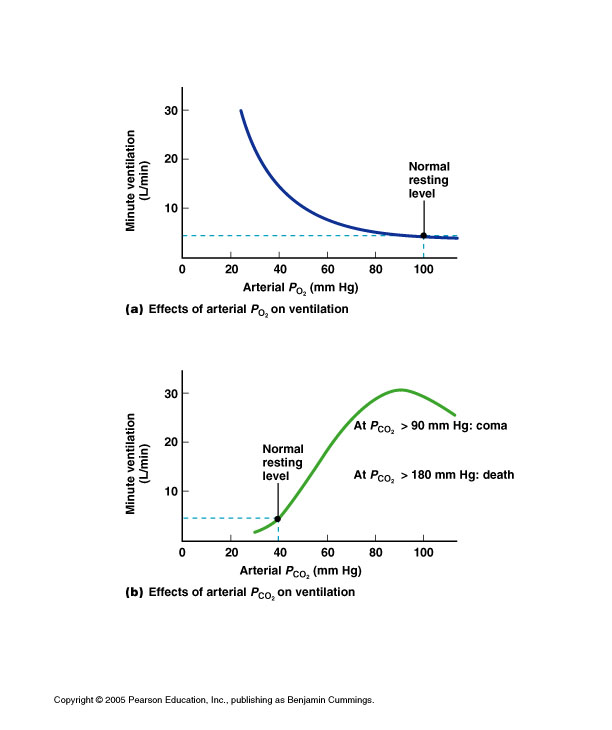 30
20
10
Minute ventilation
(L/min)
Normal
resting
level
0 20 40 60 80 100
Arterial PO2 (mm Hg)
(a) Effects of arterial PO2 on ventilation
30
20
10
Minute ventilation
(L/min)
At PCO2 > 90 mm Hg: coma
Normal
resting
level
At PCO2 > 180 mm Hg: death
0 20 40 60 80 100
Arterial PCO2 (mm Hg)
(b) Effects of arterial PCO2 on ventilation
Copyright © 2005 Pearson Education, Inc., publishing as Benjamin Cummings.